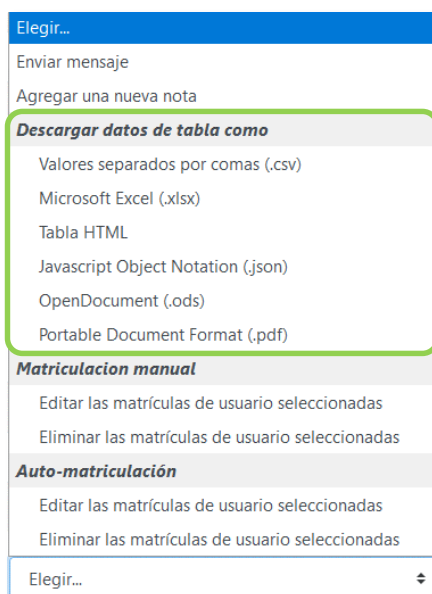 Elegir...
Enviar mensaje
Agregar una nueva nota
Descargar datos de tabla como
Valores separados por comas (.csv)
Microsoft Excel (.xlsx)
Tabla HTML
Javascript Object Notation (.json)
OpenDocument (.ods)
Portable Document Format (.pdf)
Matriculacion manual
Editar las matrículas de usuario seleccionadas
Eliminar las matrículas de usuario seleccionadas
Auto-matriculación
Editar las matrículas de usuario seleccionadas
Eliminar las matrículas de usuario seleccionadas
Elegir...